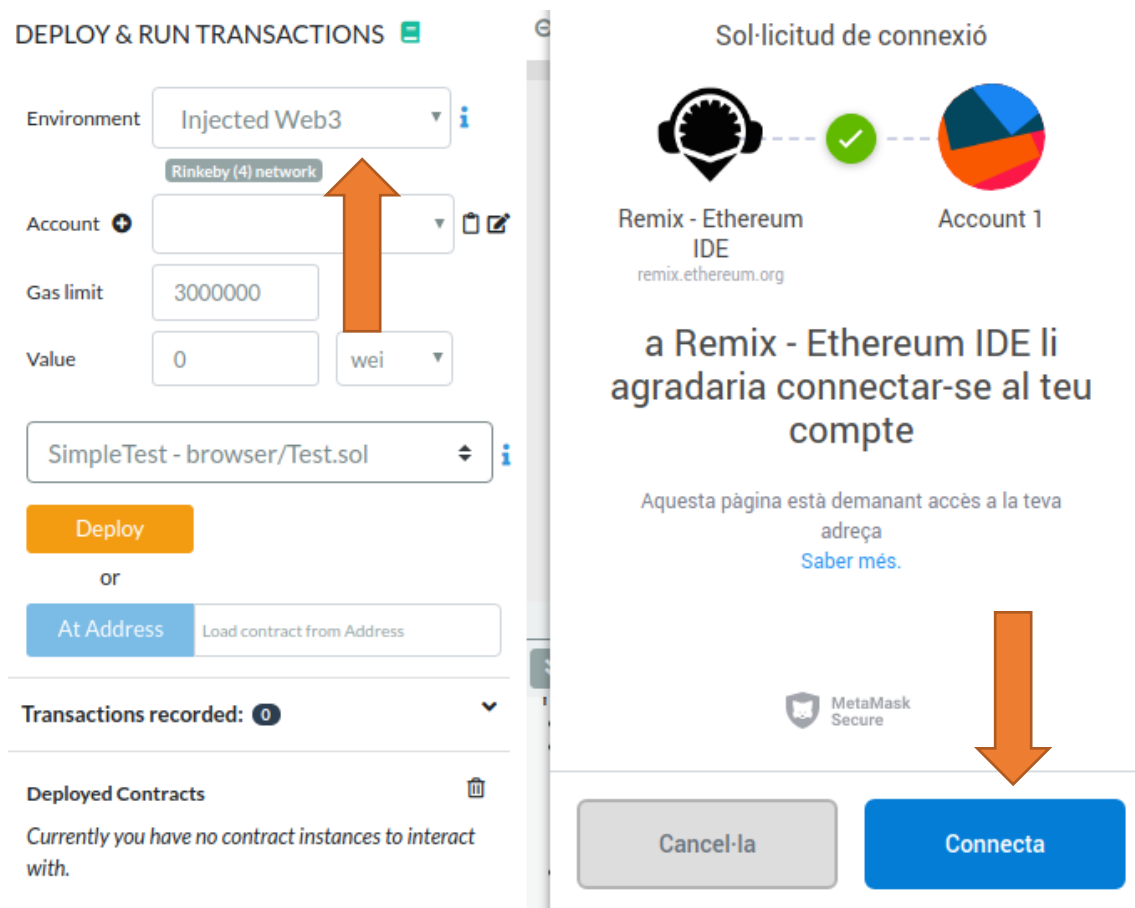 DEPLOY & RUN TRANSACTIONS
Environment
Injected Web3
Rinkeby (4) network
Account
Gas limit
3000000
Value
0
wei
SimpleTest - browser/Test.sol
Deploy
or
At Address
Load contract from Address
Transactions recorded: 0
Deployed Contracts
Currently you have no contract instances to interact
with.
Sol·licitud de connexió
Remix - Ethereum
IDE
remix.ethereum.org
Account 1
a Remix - Ethereum IDE li
agradaria connectar-se al teu
compte
Aquesta pàgina està demanant accès a la teva
adreça
Saber més.
MetaMask
Secure
Cancel·la
Connecta